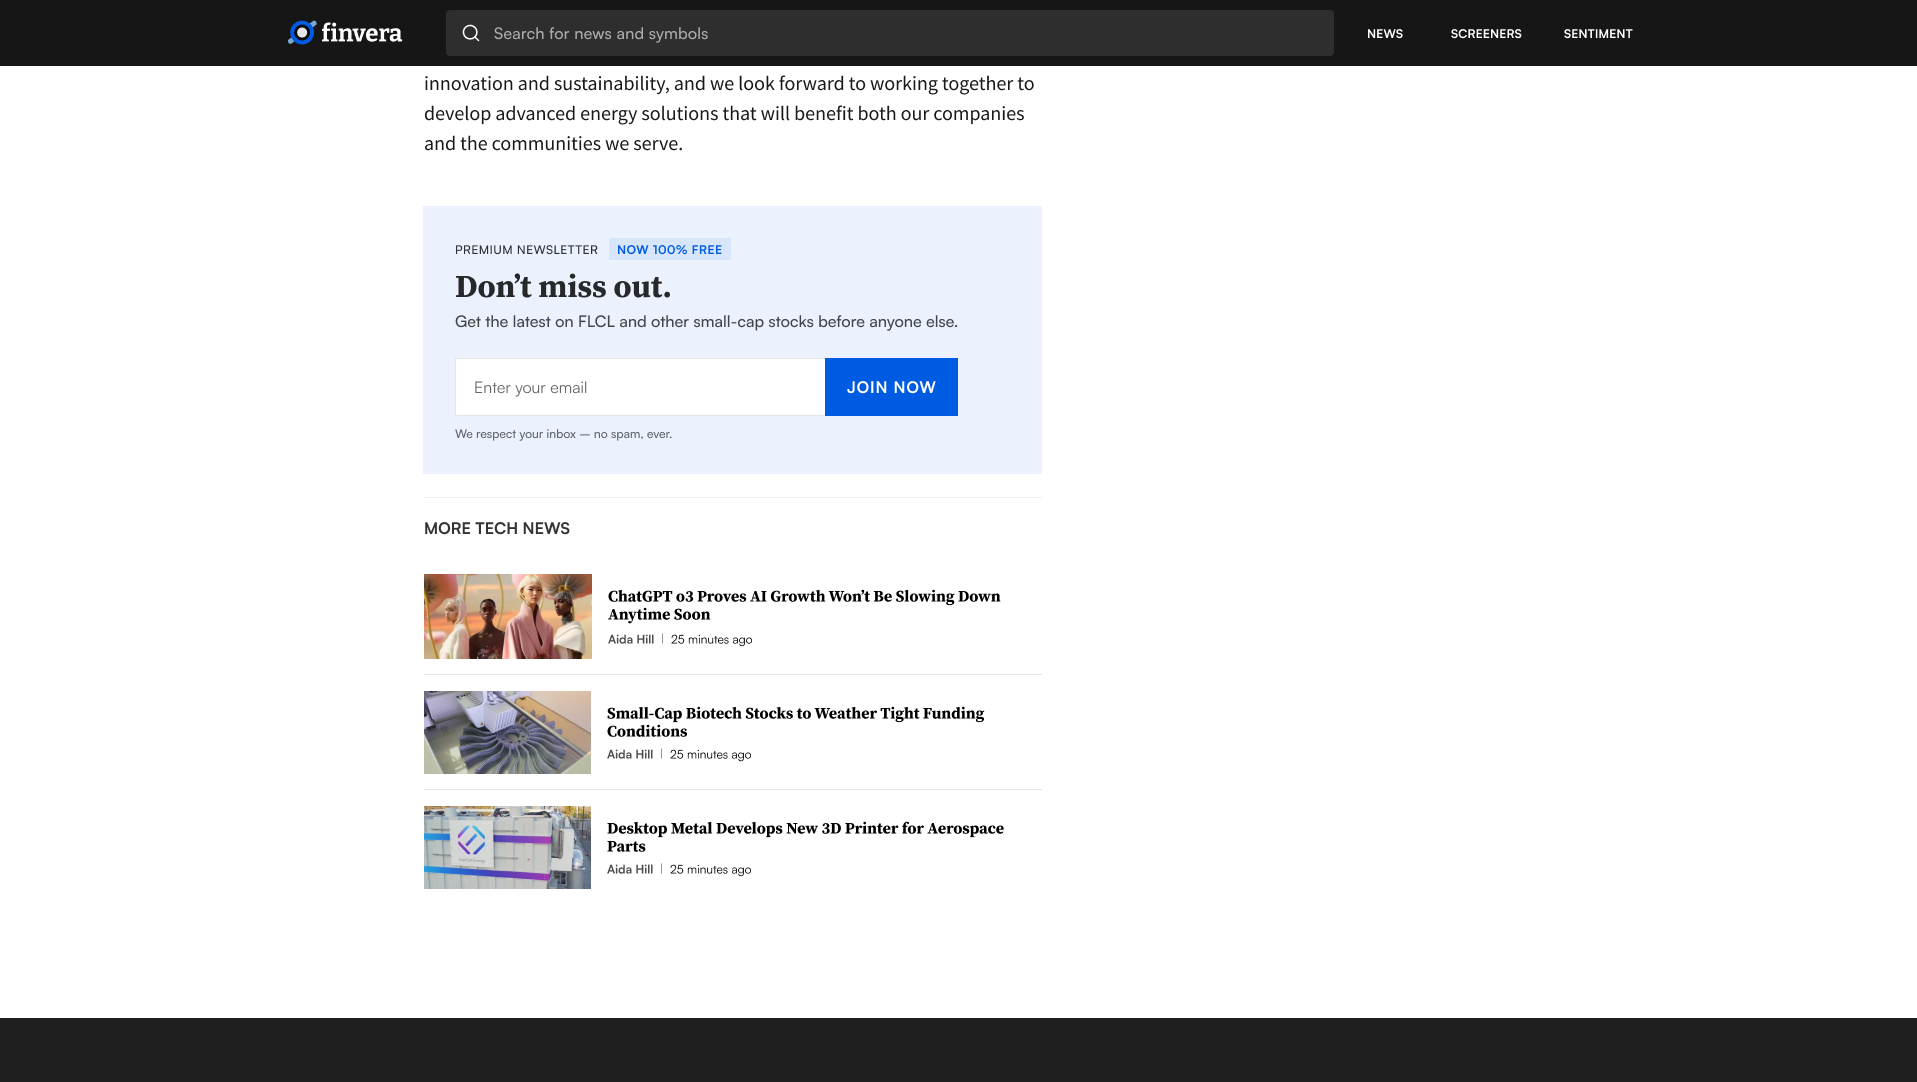 finvera
Search for news and symbols
NEWS
SCREENERS
SENTIMENT
innovation and sustainability, and we look forward to working together to
develop advanced energy solutions that will benefit both our companies
and the communities we serve.
PREMIUM NEWSLETTER
NOW 100% FREE
Don’t miss out.
Get the latest on FLCL and other small-cap stocks before anyone else.
Enter your email
JOIN NOW
We respect your inbox — no spam, ever.
MORE TECH NEWS
ChatGPT o3 Proves AI Growth Won’t Be Slowing Down
Anytime Soon
Aida Hill | 25 minutes ago
Small-Cap Biotech Stocks to Weather Tight Funding
Conditions
Aida Hill | 25 minutes ago
Desktop Metal Develops New 3D Printer for Aerospace
Parts
Aida Hill | 25 minutes ago